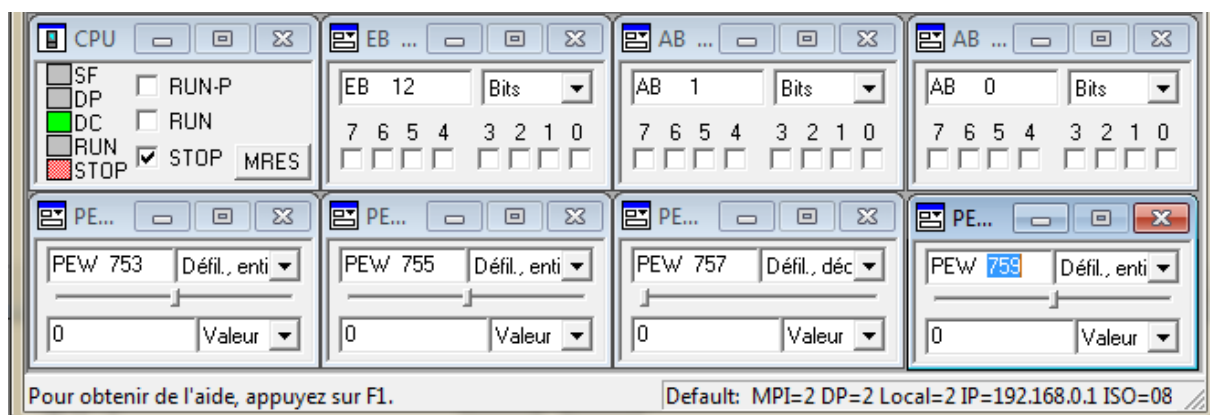 CPU
EB ...
AB ...
AB ...
SF
DP
DC
RUN
STOP
RUN-P
RUN
STOP
MRES
EB 12
Bits
7 6 5 4 3 2 1 0
AB 1
Bits
7 6 5 4 3 2 1 0
AB 0
Bits
7 6 5 4 3 2 1 0
PE...
PE...
PE...
PE...
PEW 753
Défil., enti
0
Valeur
PEW 755
Défil., enti
0
Valeur
PEW 757
Défil., déc
0
Valeur
PEW 759
Défil., enti
0
Valeur
Pour obtenir de l'aide, appuyez sur F1.
Default: MPI=2 DP=2 Local=2 IP=192.168.0.1 ISO=08